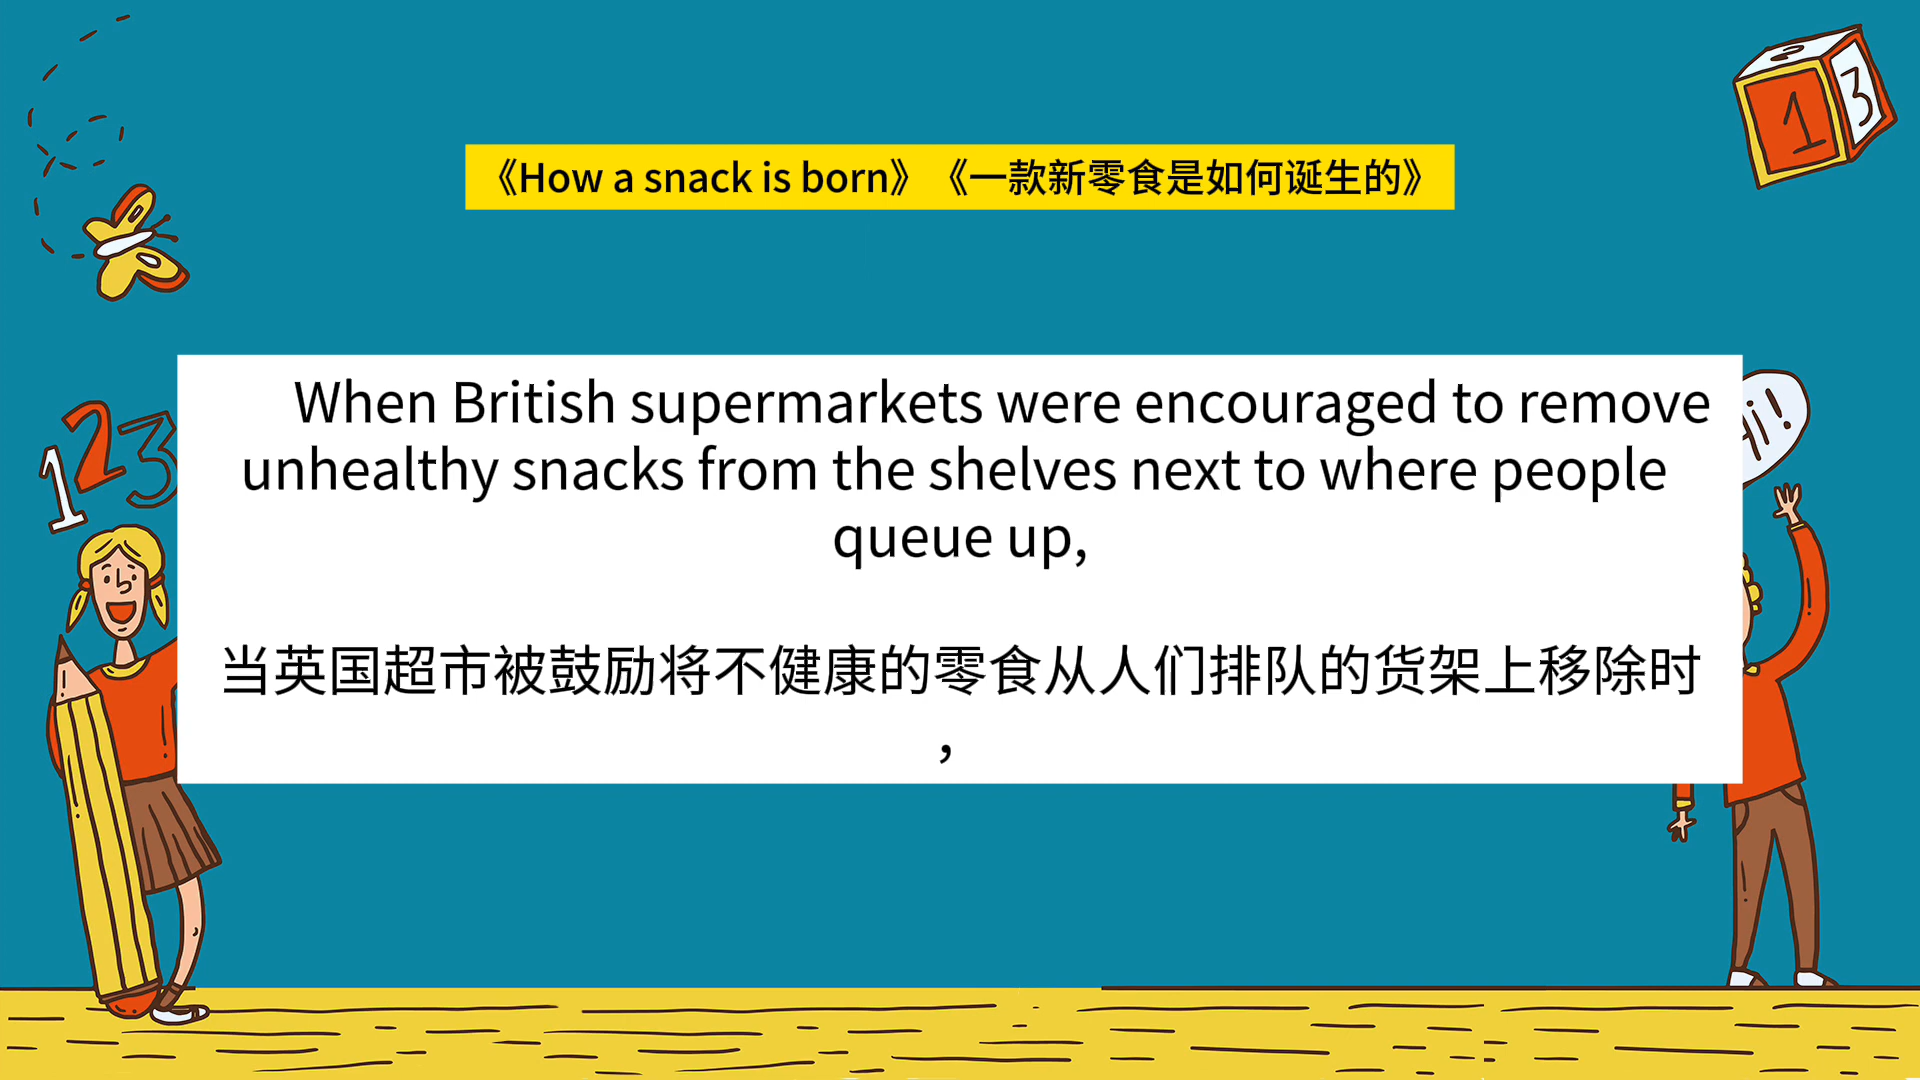 《How a snack is born》《一款新零食是如何诞生的》
1
3
123
When British supermarkets were encouraged to remove
unhealthy snacks from the shelves next to where people
queue up,
当英国超市被鼓励将不健康的零食从人们排队的货架上移除时
，